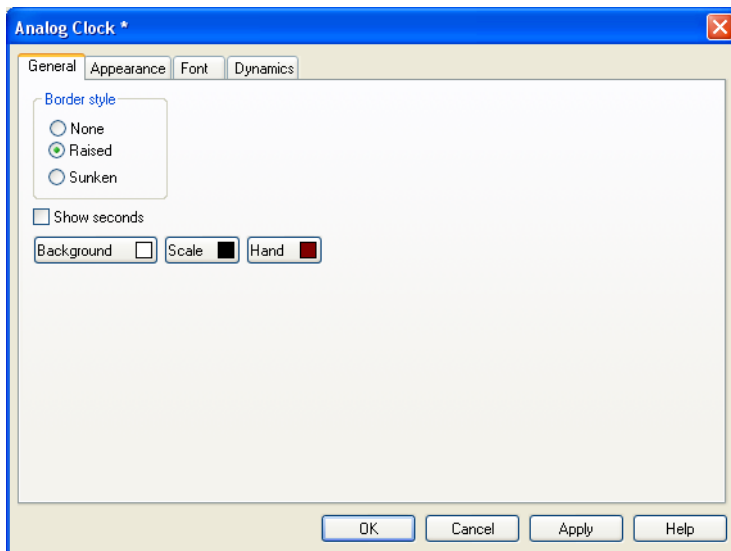 Analog Clock *
General Appearance Font Dynamics
Border style
None
Raised
Sunken
Show seconds
Background Scale Hand
OK Cancel Apply Help